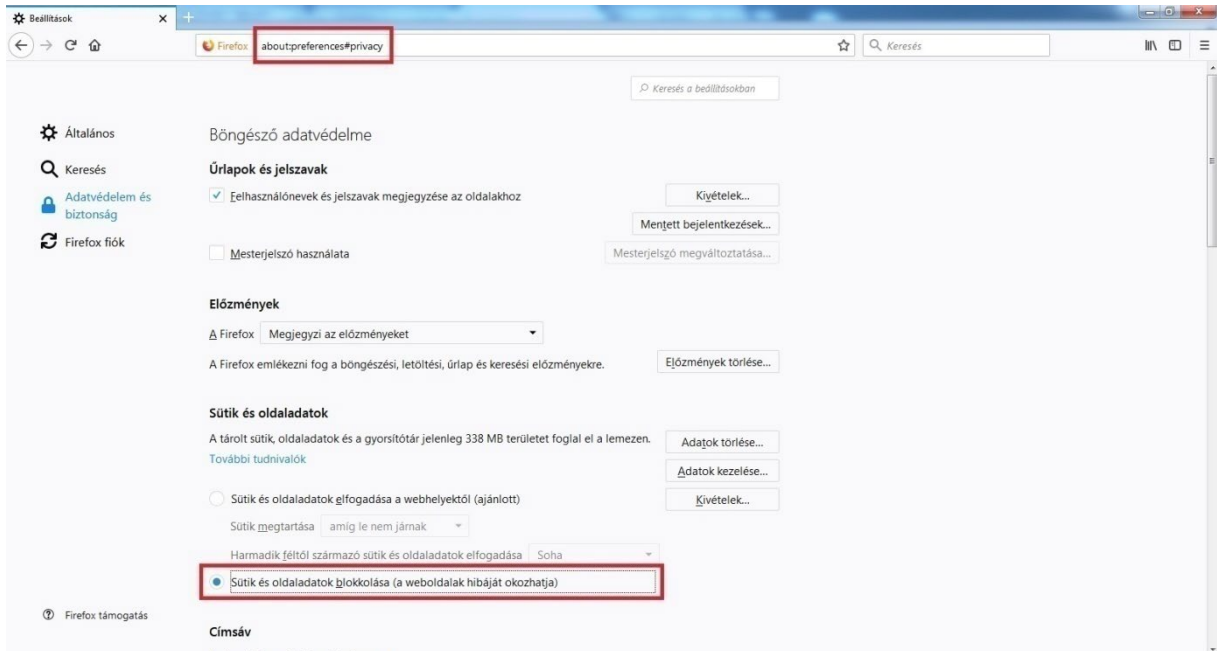 Beállítások
Firefox about:preferences#privacy
Keresés
Keresés a beállításokban
Általános
Keresés
Adatvédelem és
biztonság
Firefox fiók
Firefox támogatás
Böngésző adatvédelme
Űrlapok és jelszavak
Felhasználónevek és jelszavak megjegyzése az oldalakhoz
Kivételek...
Mentett bejelentkezések...
Mesterjelszó használata
Mesterjelszó megváltoztatása...
Előzmények
A Firefox Megjegyzi az előzményeket
A Firefox emlékezni fog a böngészési, letöltési, űrlap és keresési előzményekre.
Előzmények törlése...
Sütik és oldaladatok
A tárolt sütik, oldaladatok és a gyorsítótár jelenleg 338 MB területet foglal el a lemezen.
További tudnivalók
Adatok törlése...
Adatok kezelése...
Sütik és oldaladatok elfogadása a webhelyektől (ajánlott)
Kivételek...
Sütik megtartása amíg le nem járnak
Harmadik féltől származó sütik és oldaladatok elfogadása Soha
Sütik és oldaladatok blokkolása (a weboldalak hibáját okozhatja)
Címsáv